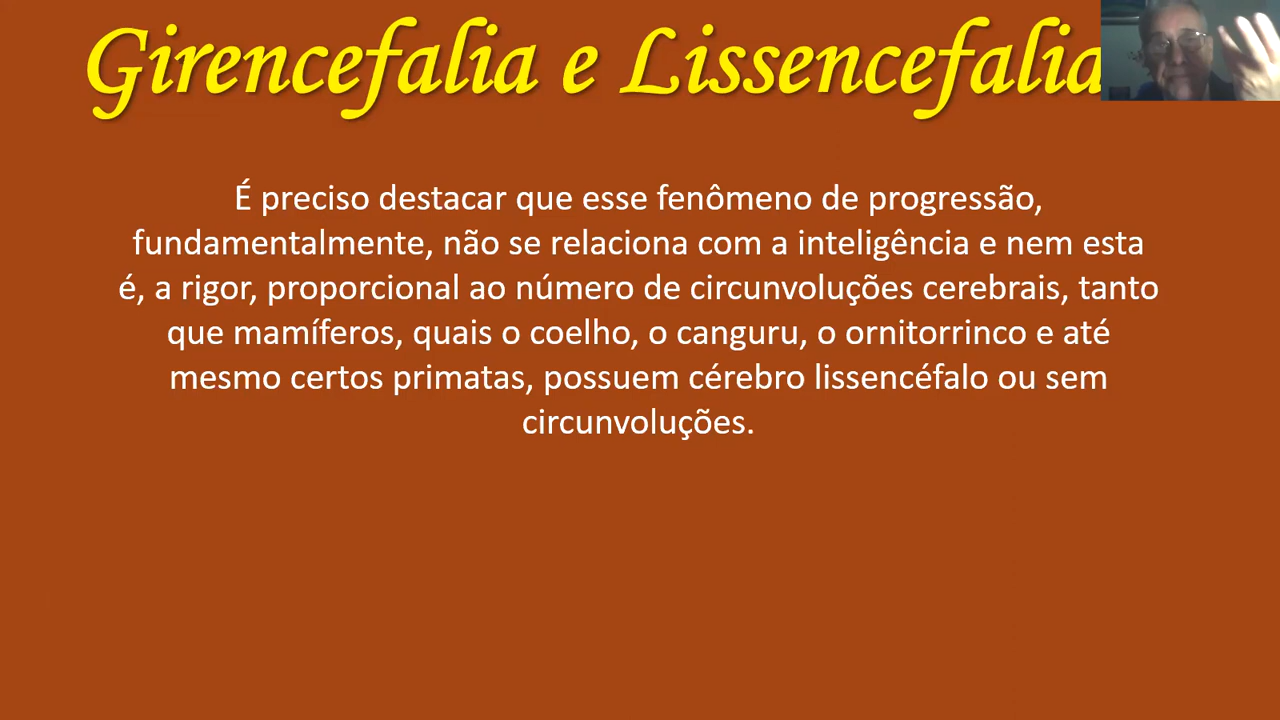 Girencefalia e Lissencefalia
É preciso destacar que esse fenômeno de progressão,
fundamentalmente, não se relaciona com a inteligência e nem esta
é, a rigor, proporcional ao número de circunvoluções cerebrais, tanto
que mamíferos, quais o coelho, o canguru, o ornitorrinco e até
mesmo certos primatas, possuem cérebro lissencéfalo ou sem
circunvoluções.